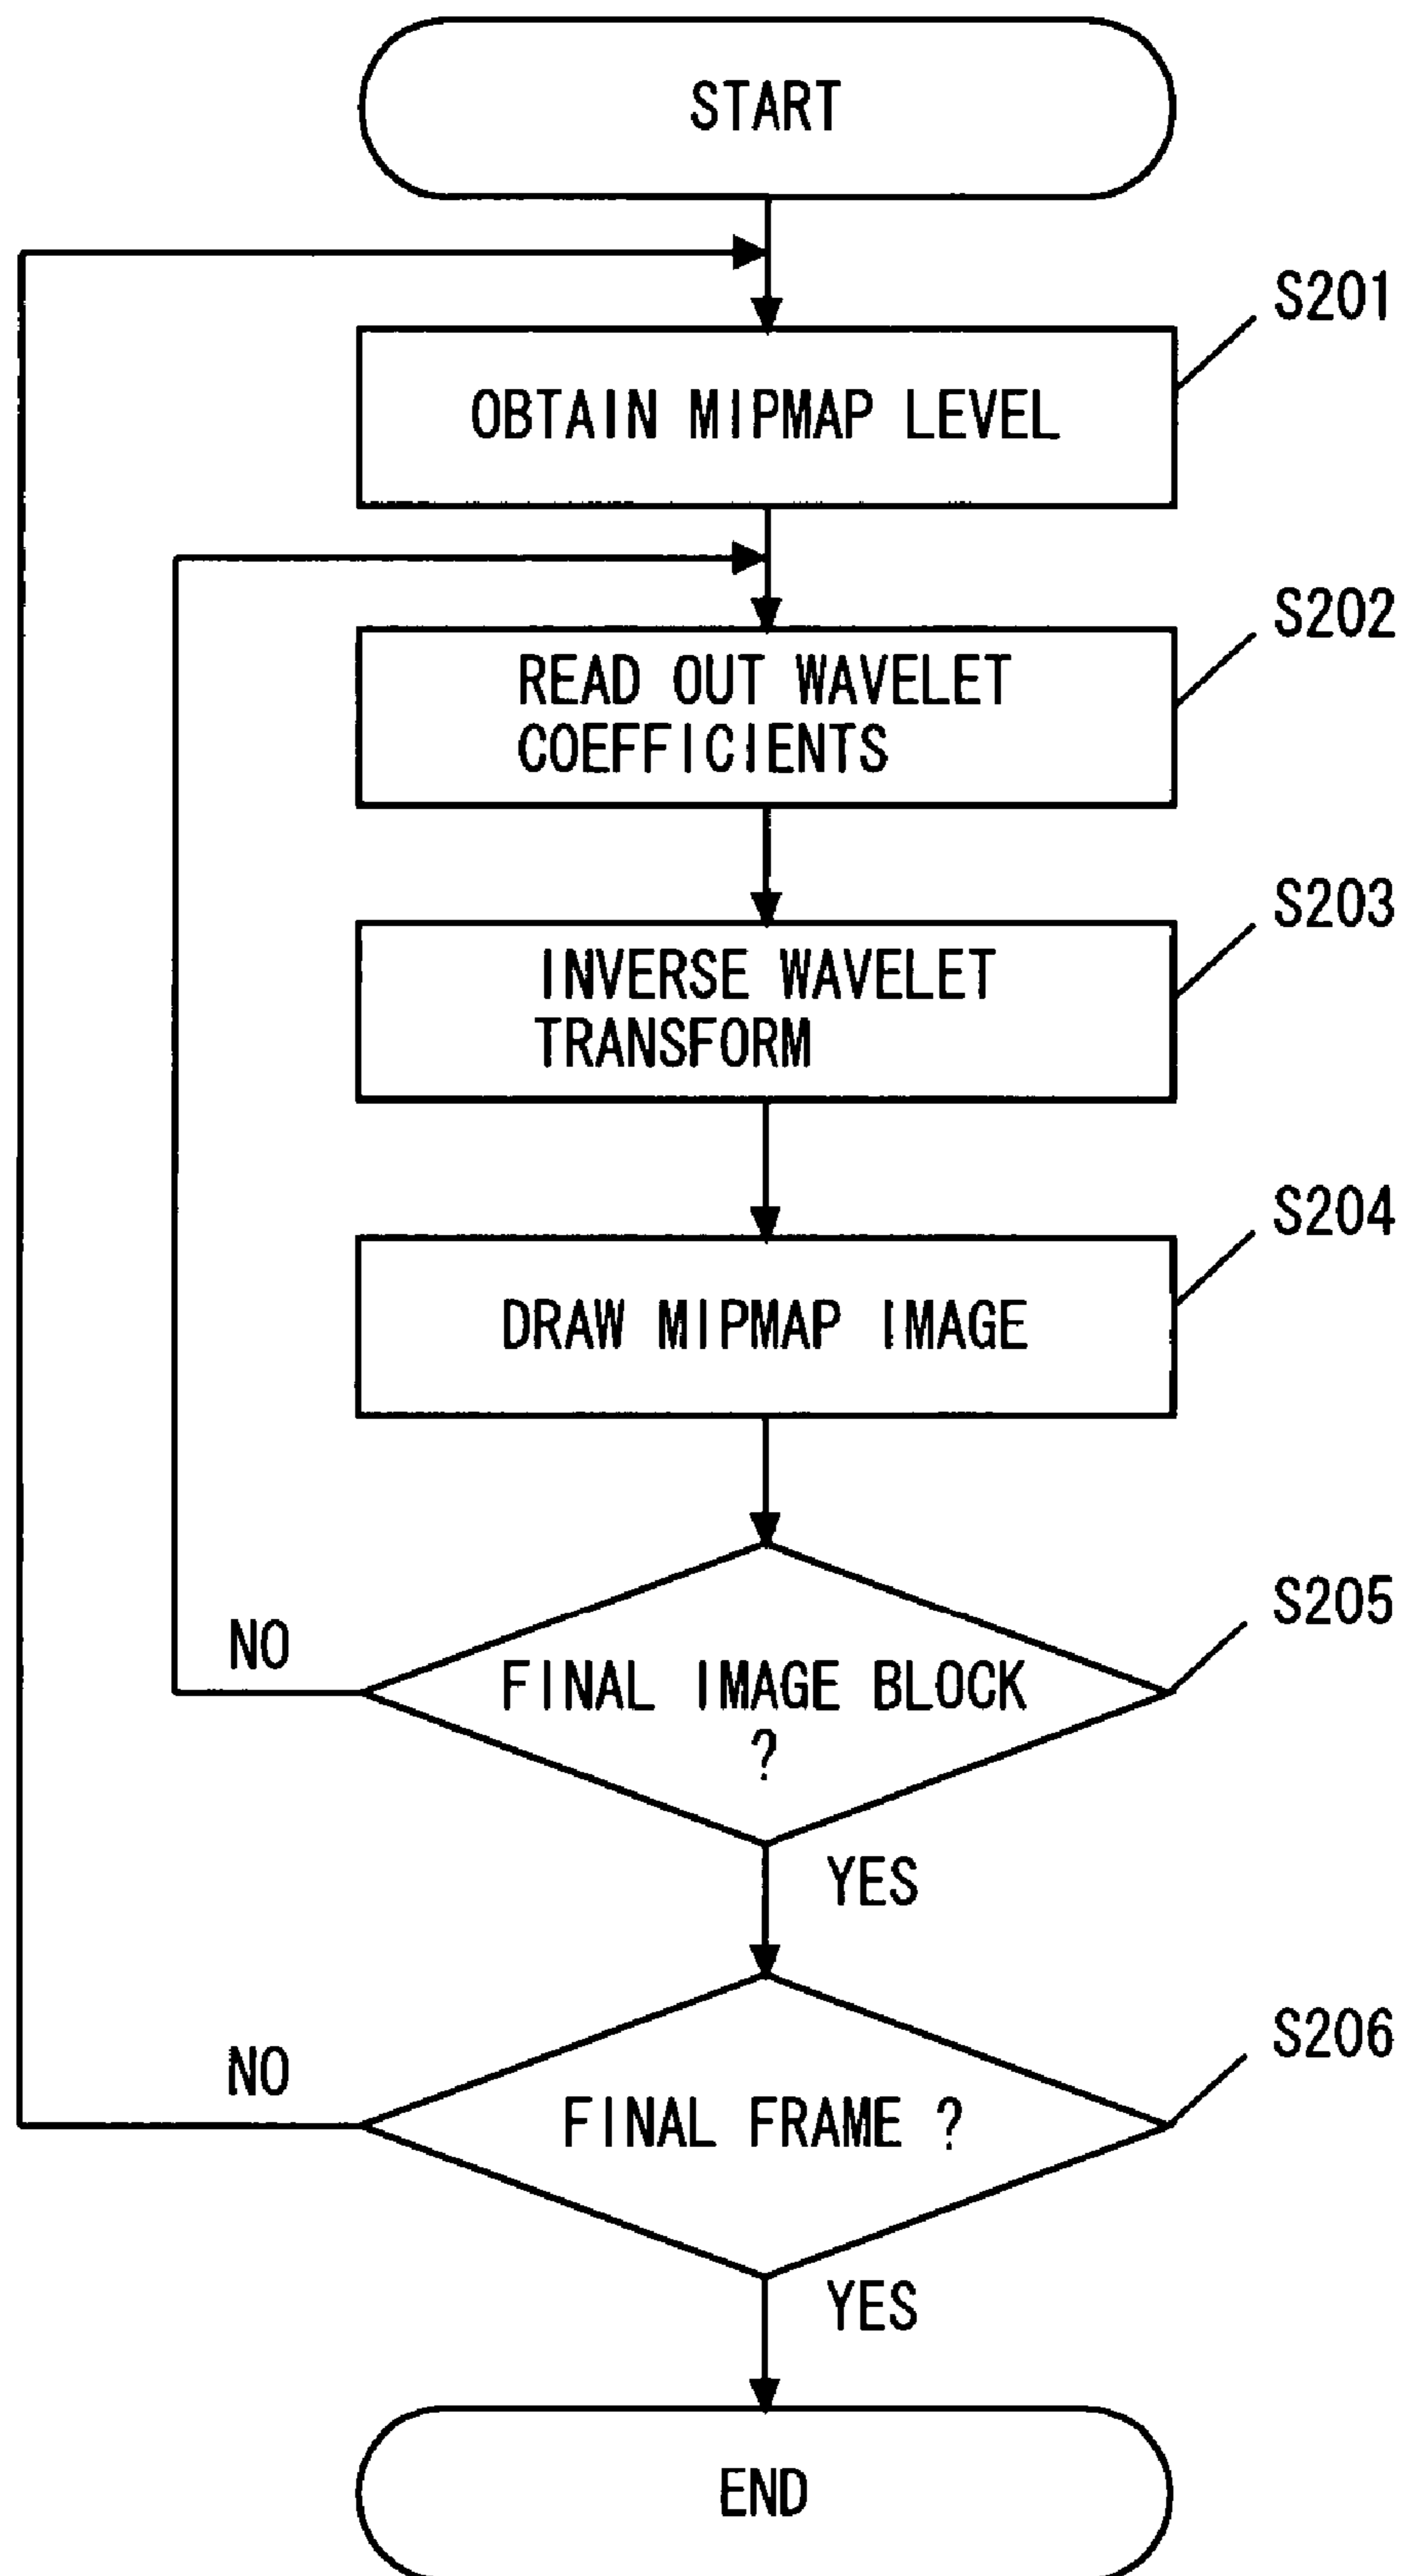 START
S201
OBTAIN MIPMAP LEVEL
S202
READ OUT WAVELET
COEFFICIENTS
S203
INVERSE WAVELET
TRANSFORM
S204
DRAW MIPMAP IMAGE
S205
NO
FINAL IMAGE BLOCK
?
YES
S206
NO
FINAL FRAME ?
YES
END